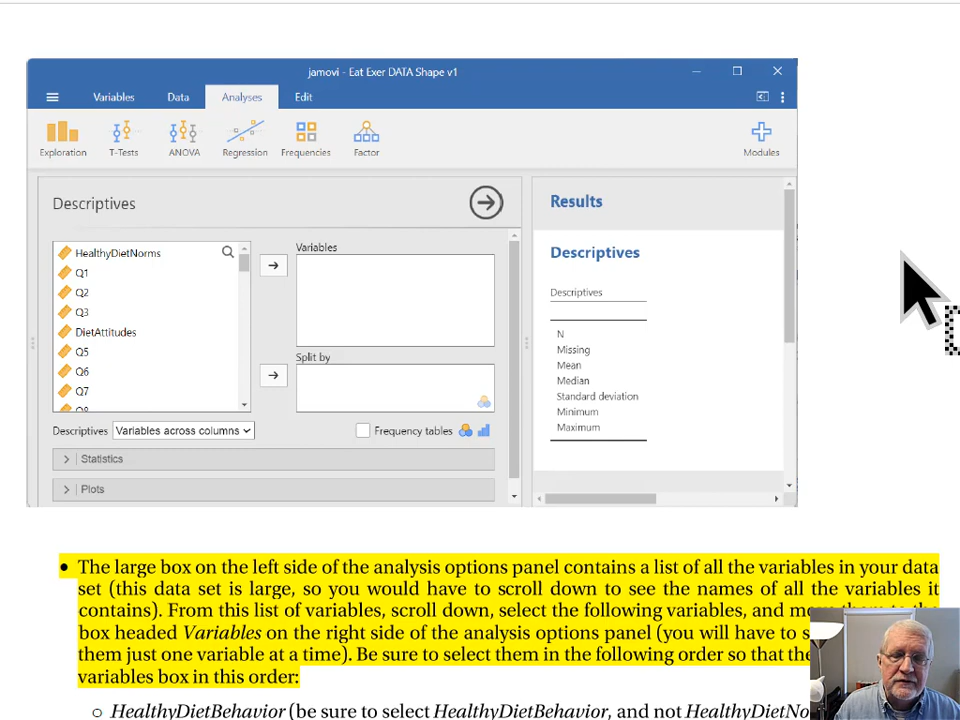 jamovi - Eat Exer DATA Shape v1
Variables Data Analyses Edit
Exploration T-Tests ANOVA Regression Frequencies Factor Modules
Descriptives
Results
HealthyDietNorms
Q1
Q2
Q3
DietAttitudes
Q5
Q6
Q7
Q8
Variables
Split by
Descriptives
Descriptives
N
Missing
Mean
Median
Standard deviation
Minimum
Maximum
Descriptives Variables across columns Frequency tables
Statistics
Plots
• The large box on the left side of the analysis options panel contains a list of all the variables in your data
set (this data set is large, so you would have to scroll down to see the names of all the variables it
contains). From this list of variables, scroll down, select the following variables, and
box headed Variables on the right side of the analysis options panel (you will have to
them just one variable at a time). Be sure to select them in the following order so that
variables box in this order:
○ HealthyDietBehavior (be sure to select HealthyDietBehavior, and not